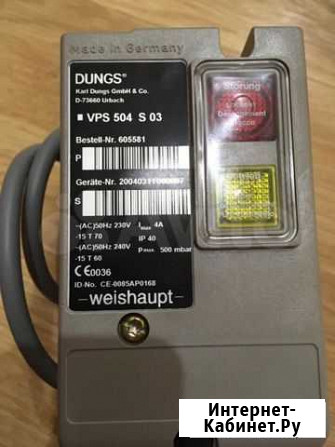 Made in Germany
DUNGS®
Karl Dungs GmbH & Co.
D-73660 Urbach
VPS 504 S 03
Bestell-Nr. 605581
P
Geräte-Nr.
S
~(AC)50Hz 230V Imax 4A
-15 T 70 IP 40
~(AC)50Hz 240V Pmax 500 mbar
-15 T 60
CE0036
ID-No. CE-0085AP0168
-weishaupt-
Störung
Интернет-
Кабинет.Ру